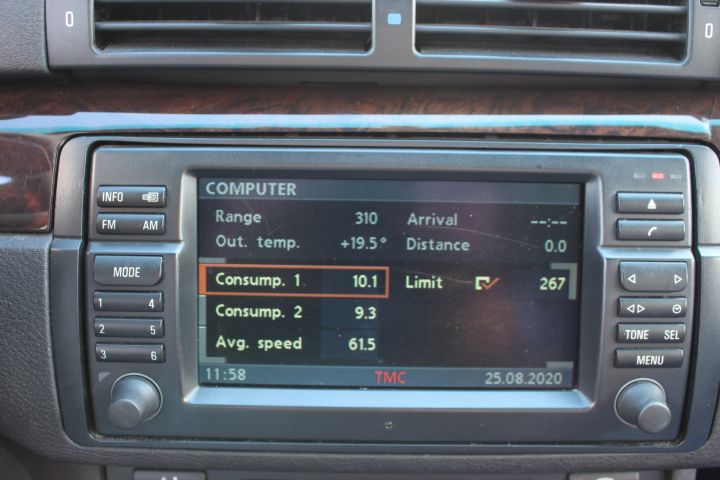 0
0
INFO
FM AM
MODE
1 4
2 5
3 6
COMPUTER
Range 310 Arrival --:--
Out. temp. +19.5° Distance 0.0
Consump. 1 10.1 Limit 267
Consump. 2 9.3
Avg. speed 61.5
11:58 TMC 25.08.2020
TONE SEL
MENU